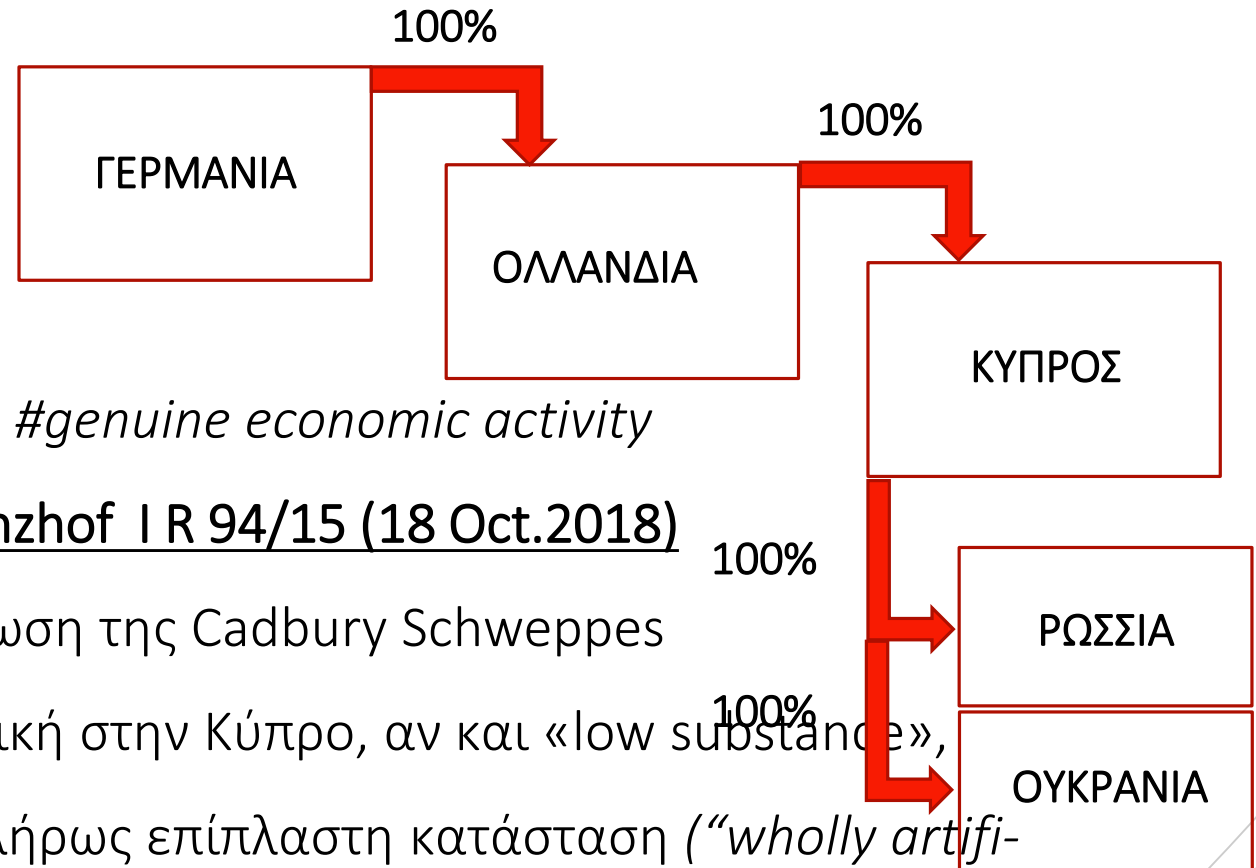 100%
ΓΕΡΜΑΝΙΑ
100%
ΟΛΛΑΝΔΙΑ
ΚΥΠΡΟΣ
#genuine economic activity
nzhof I R 94/15 (18 Oct.2018)
100%
ωση της Cadbury Schweppes
ΡΩΣΣΙΑ
100%
ική στην Κύπρο, αν και «low substance»,
ΟΥΚΡΑΝΙΑ
λήρως επίπλαστη κατάσταση (“wholly artifi-